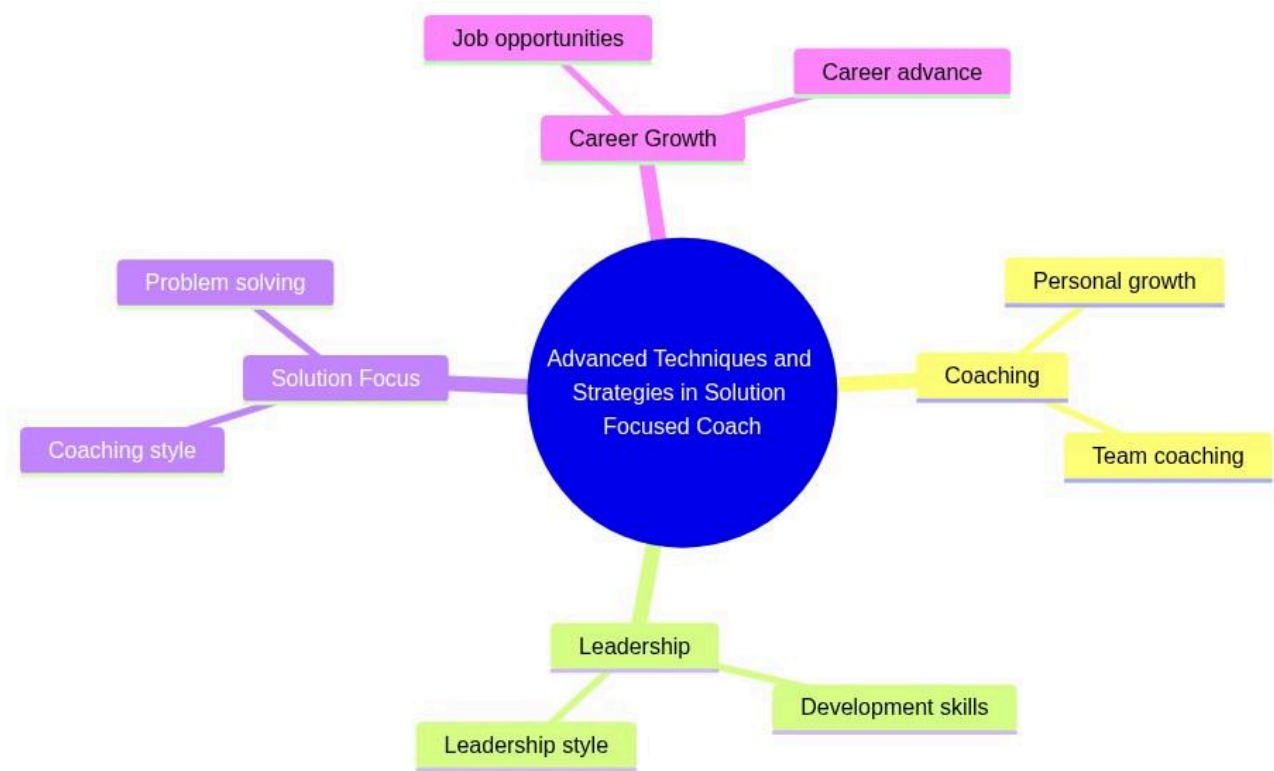 Job opportunities
Career advance
Career Growth
Problem solving
Personal growth
Advanced Techniques and
Strategies in Solution
Focused Coach
Solution Focus
Coaching
Coaching style
Team coaching
Leadership
Development skills
Leadership style